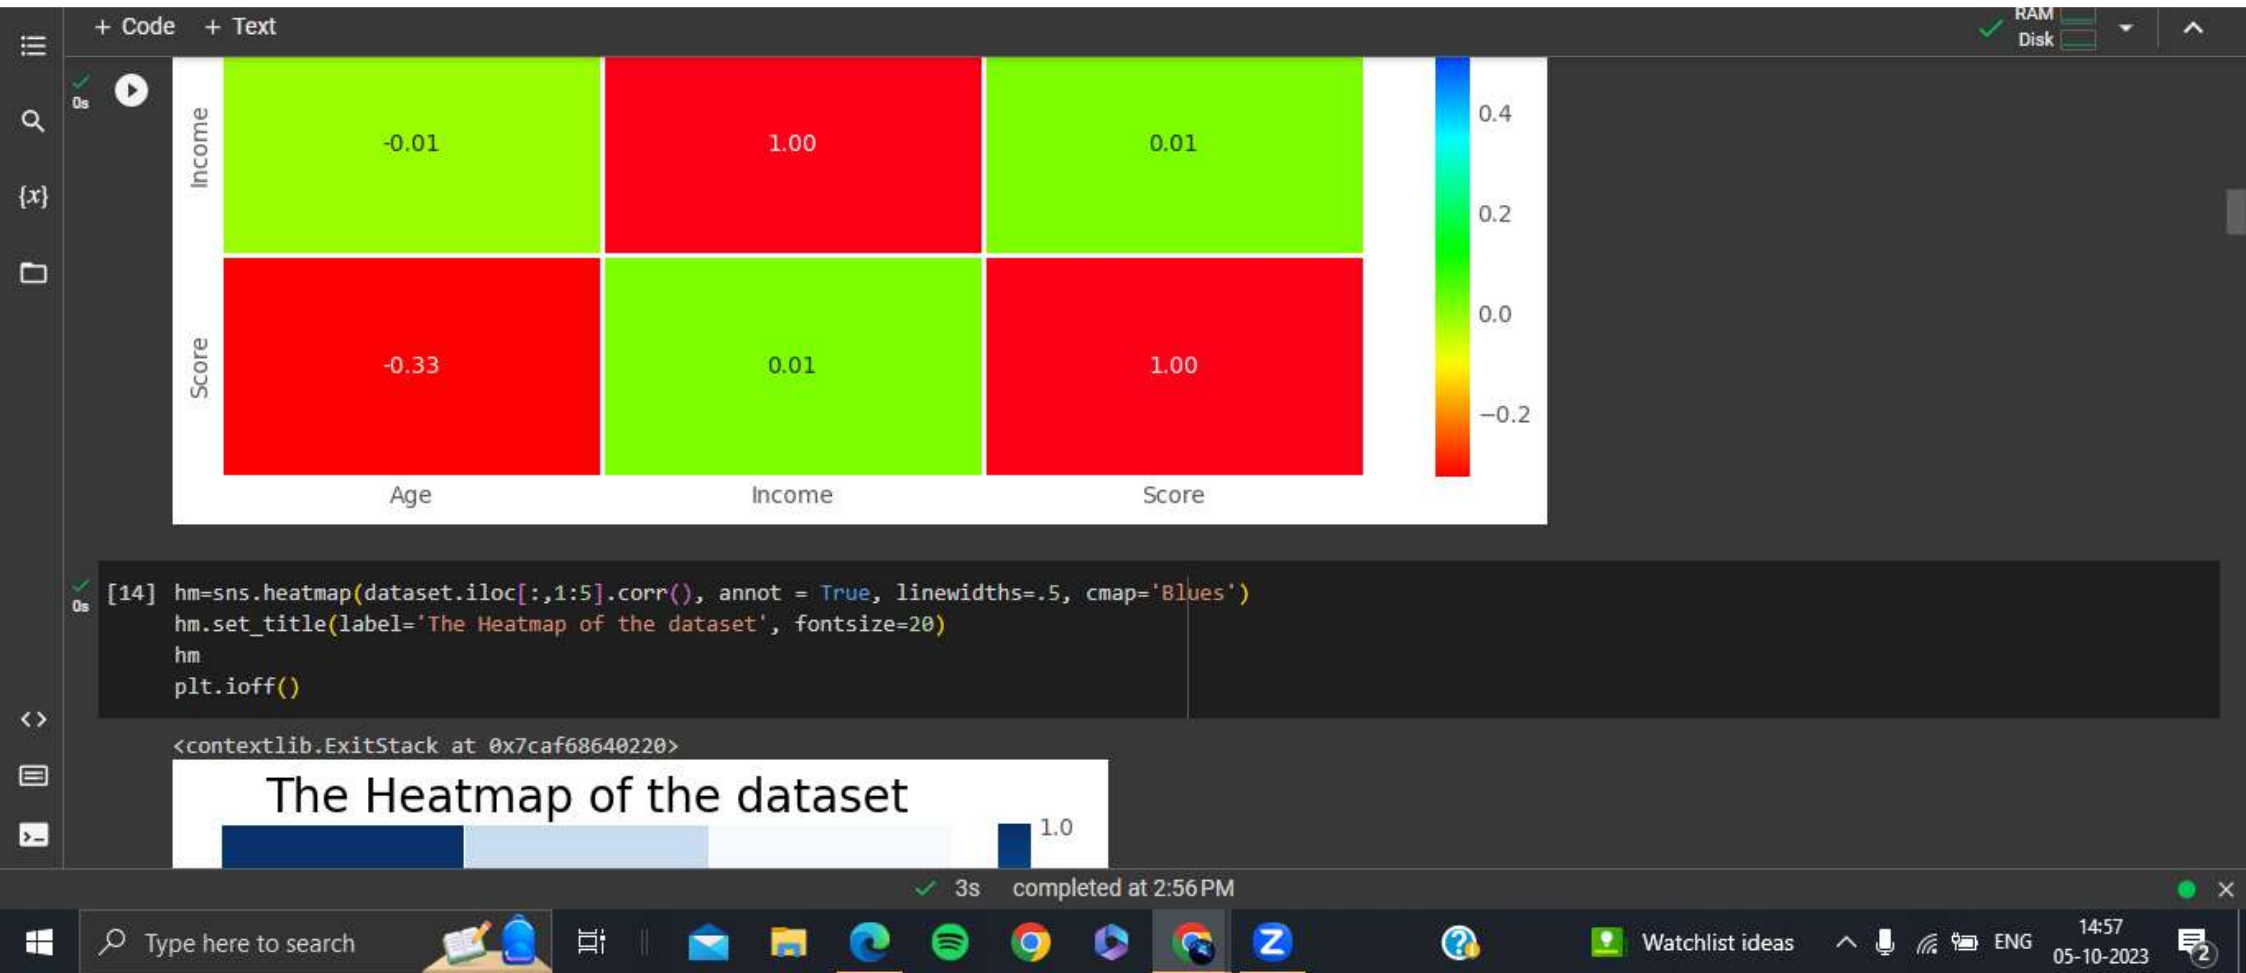 + Code + Text
RAM
Disk
0s
Income
-0.01
1.00
0.01
0.4
0.2
{x}
0.0
Score
-0.33
0.01
1.00
−0.2
Age
Income
Score
[14] hm=sns.heatmap(dataset.iloc[:,1:5].corr(), annot = True, linewidths=.5, cmap='Blues')
0s
hm.set_title(label='The Heatmap of the dataset', fontsize=20)
hm
plt.ioff()
<contextlib.ExitStack at 0x7caf68640220>
The Heatmap of the dataset
1.0
3s completed at 2:56 PM
Type here to search
Z
Watchlist ideas
ENG
14:57
05-10-2023
2